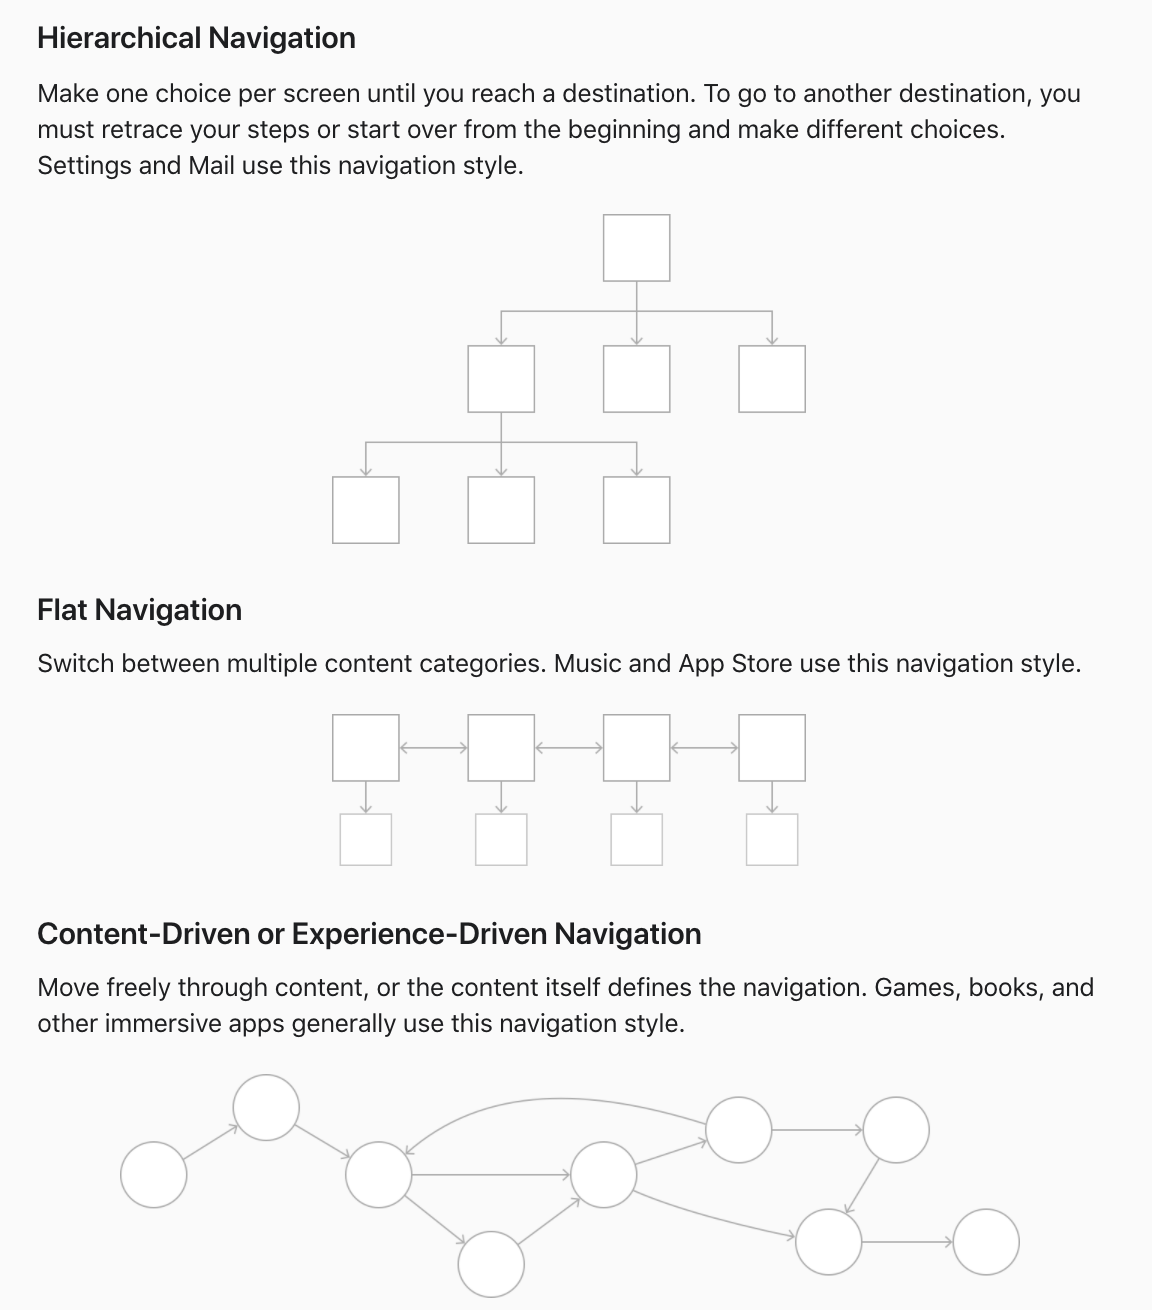 Hierarchical Navigation
Make one choice per screen until you reach a destination. To go to another destination, you
must retrace your steps or start over from the beginning and make different choices.
Settings and Mail use this navigation style.
Flat Navigation
Switch between multiple content categories. Music and App Store use this navigation style.
Content-Driven or Experience-Driven Navigation
Move freely through content, or the content itself defines the navigation. Games, books, and
other immersive apps generally use this navigation style.